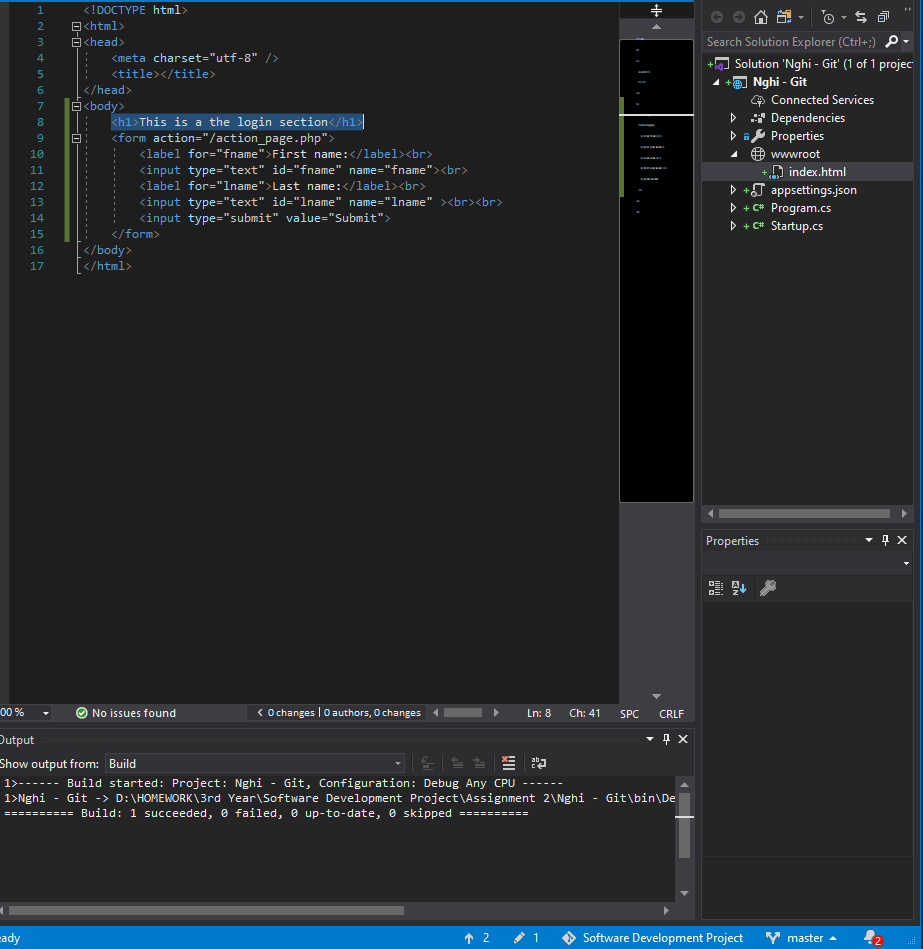 1 <!DOCTYPE html>
2 <html>
3 <head>
4 <meta charset="utf-8" />
5 <title></title>
6 </head>
7 <body>
8 <h1>This is a the login section</h1>
9 <form action="/action_page.php">
10 <label for="fname">First name:</label><br>
11 <input type="text" id="fname" name="fname"><br>
12 <label for="lname">Last name:</label><br>
13 <input type="text" id="lname" name="lname" ><br><br>
14 <input type="submit" value="Submit">
15 </form>
16 </body>
17 </html>
00 % No issues found 0 changes | 0 authors, 0 changes Ln: 8 Ch: 41 SPC CRLF
Output
Show output from: Build
1>------ Build started: Project: Nghi - Git, Configuration: Debug Any CPU ------
1>Nghi - Git -> D:\HOMEWORK\3rd Year\Software Development Project\Assignment 2\Nghi - Git\bin\De
========== Build: 1 succeeded, 0 failed, 0 up-to-date, 0 skipped ==========
Search Solution Explorer (Ctrl+;)
Solution 'Nghi - Git' (1 of 1 project
Nghi - Git
Connected Services
Dependencies
Properties
wwwroot
index.html
appsettings.json
C# Program.cs
C# Startup.cs
Properties
eady 2 1 Software Development Project master 2